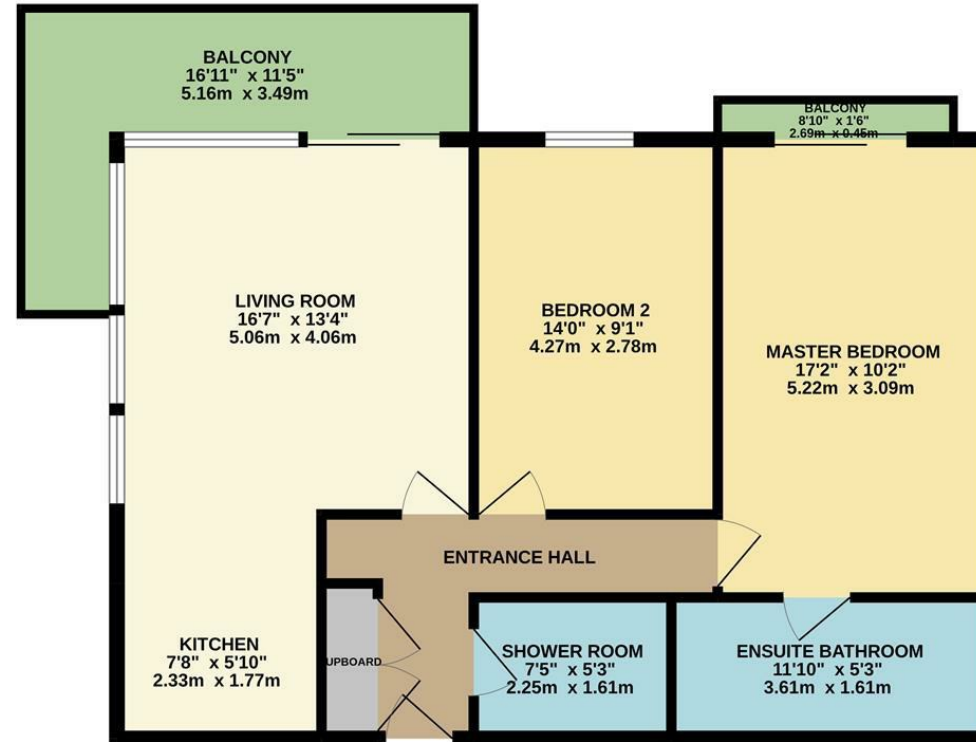 BALCONY
16'11" x 11'5"
5.16m x 3.49m
BALCONY
8'10" x 1'6"
2.69m x 0.45m
LIVING ROOM
16'7" x 13'4"
5.06m x 4.06m
BEDROOM 2
14'0" x 9'1"
4.27m x 2.78m
MASTER BEDROOM
17'2" x 10'2"
5.22m x 3.09m
ENTRANCE HALL
KITCHEN
7'8" x 5'10"
2.33m x 1.77m
UPBOARD
SHOWER ROOM
7'5" x 5'3"
2.25m x 1.61m
ENSUITE BATHROOM
11'10" x 5'3"
3.61m x 1.61m